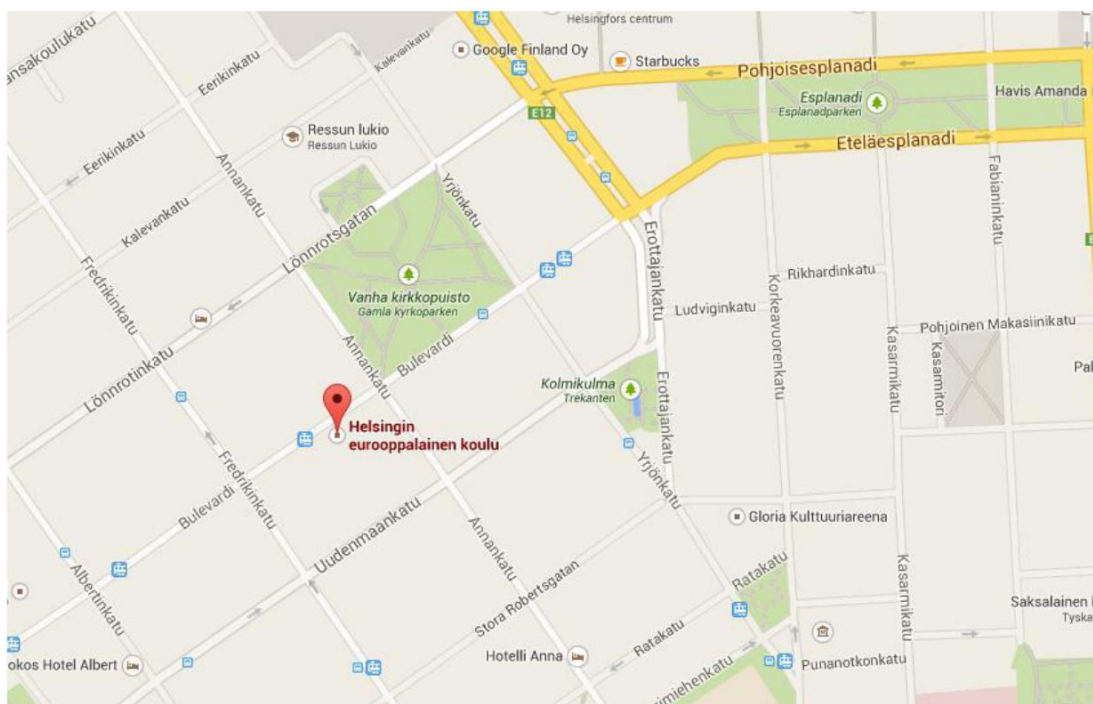 Helsingfors centrum
Google Finland Oy
Starbucks
Pohjoisesplanadi
Kalevankatu
Eerikinkatu
E12
Esplanadi
Esplanadparken
Havis Amanda
Ressun lukio
Ressun Lukio
Eteläesplanadi
Eerikinkatu
Annankatu
Yrjönkatu
Fabianinkatu
Kalevankatu
Lönnrotsgatan
Erottajankatu
Fredrikinkatu
Vanha kirkkopuisto
Gamla kyrkoparken
Rikhardinkatu
Korkeavuorenkatu
Ludviginkatu
Kasarmikatu
Pohjoinen Makasiinikatu
Lönnrotinkatu
Annankatu
Bulevardi
Kasarmitori
Kolmikulma
Trekanten
Erottajankatu
Helsingin
eurooppalainen koulu
Bulevardi
Fredrikinkatu
Yrjönkatu
Uudenmaankatu
Gloria Kulttuuriareena
Annankatu
Albertinkatu
Stora Robertsgatan
Ratakatu
Kasarmikatu
Saksalainen
Ratakatu
Hotelli Anna
Hotel Albert
Punanotkonkatu